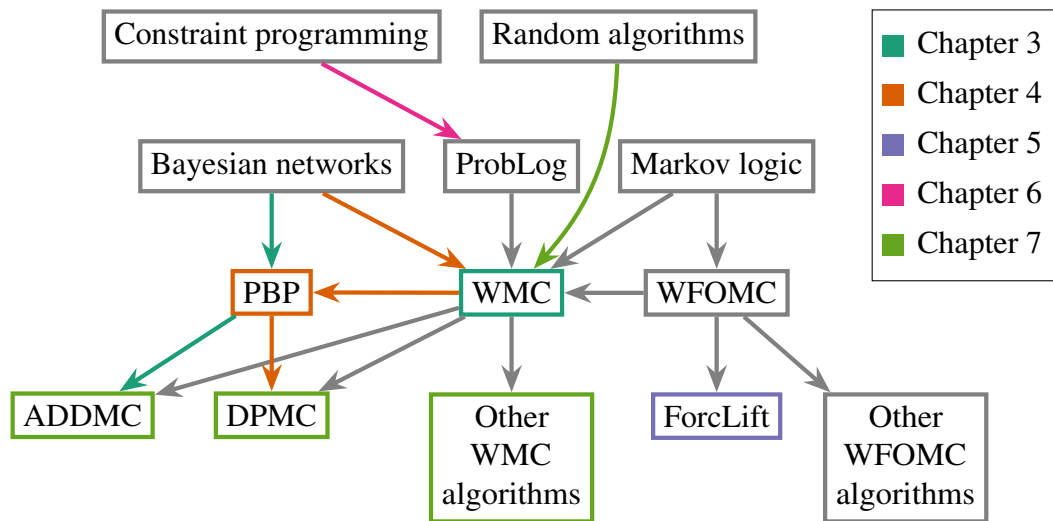 Constraint programming
Random algorithms
Chapter 3
Chapter 4
Chapter 5
Chapter 6
Chapter 7
Bayesian networks
ProbLog
Markov logic
PBP
WMC
WFOMC
ADDMC
DPMC
Other
WMC
algorithms
ForcLift
Other
WFOMC
algorithms